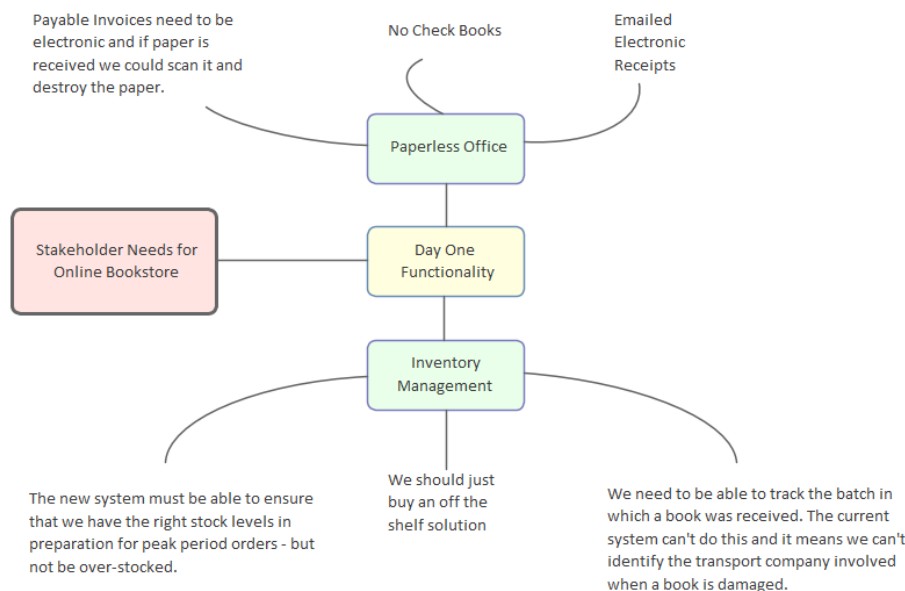 Payable Invoices need to be
electronic and if paper is
received we could scan it and
destroy the paper.
No Check Books
Emailed
Electronic
Receipts
Paperless Office
Stakeholder Needs for
Online Bookstore
Day One
Functionality
Inventory
Management
The new system must be able to ensure
that we have the right stock levels in
preparation for peak period orders - but
not be over-stocked.
We should just
buy an off the
shelf solution
We need to be able to track the batch in
which a book was received. The current
system can't do this and it means we can't
identify the transport company involved
when a book is damaged.